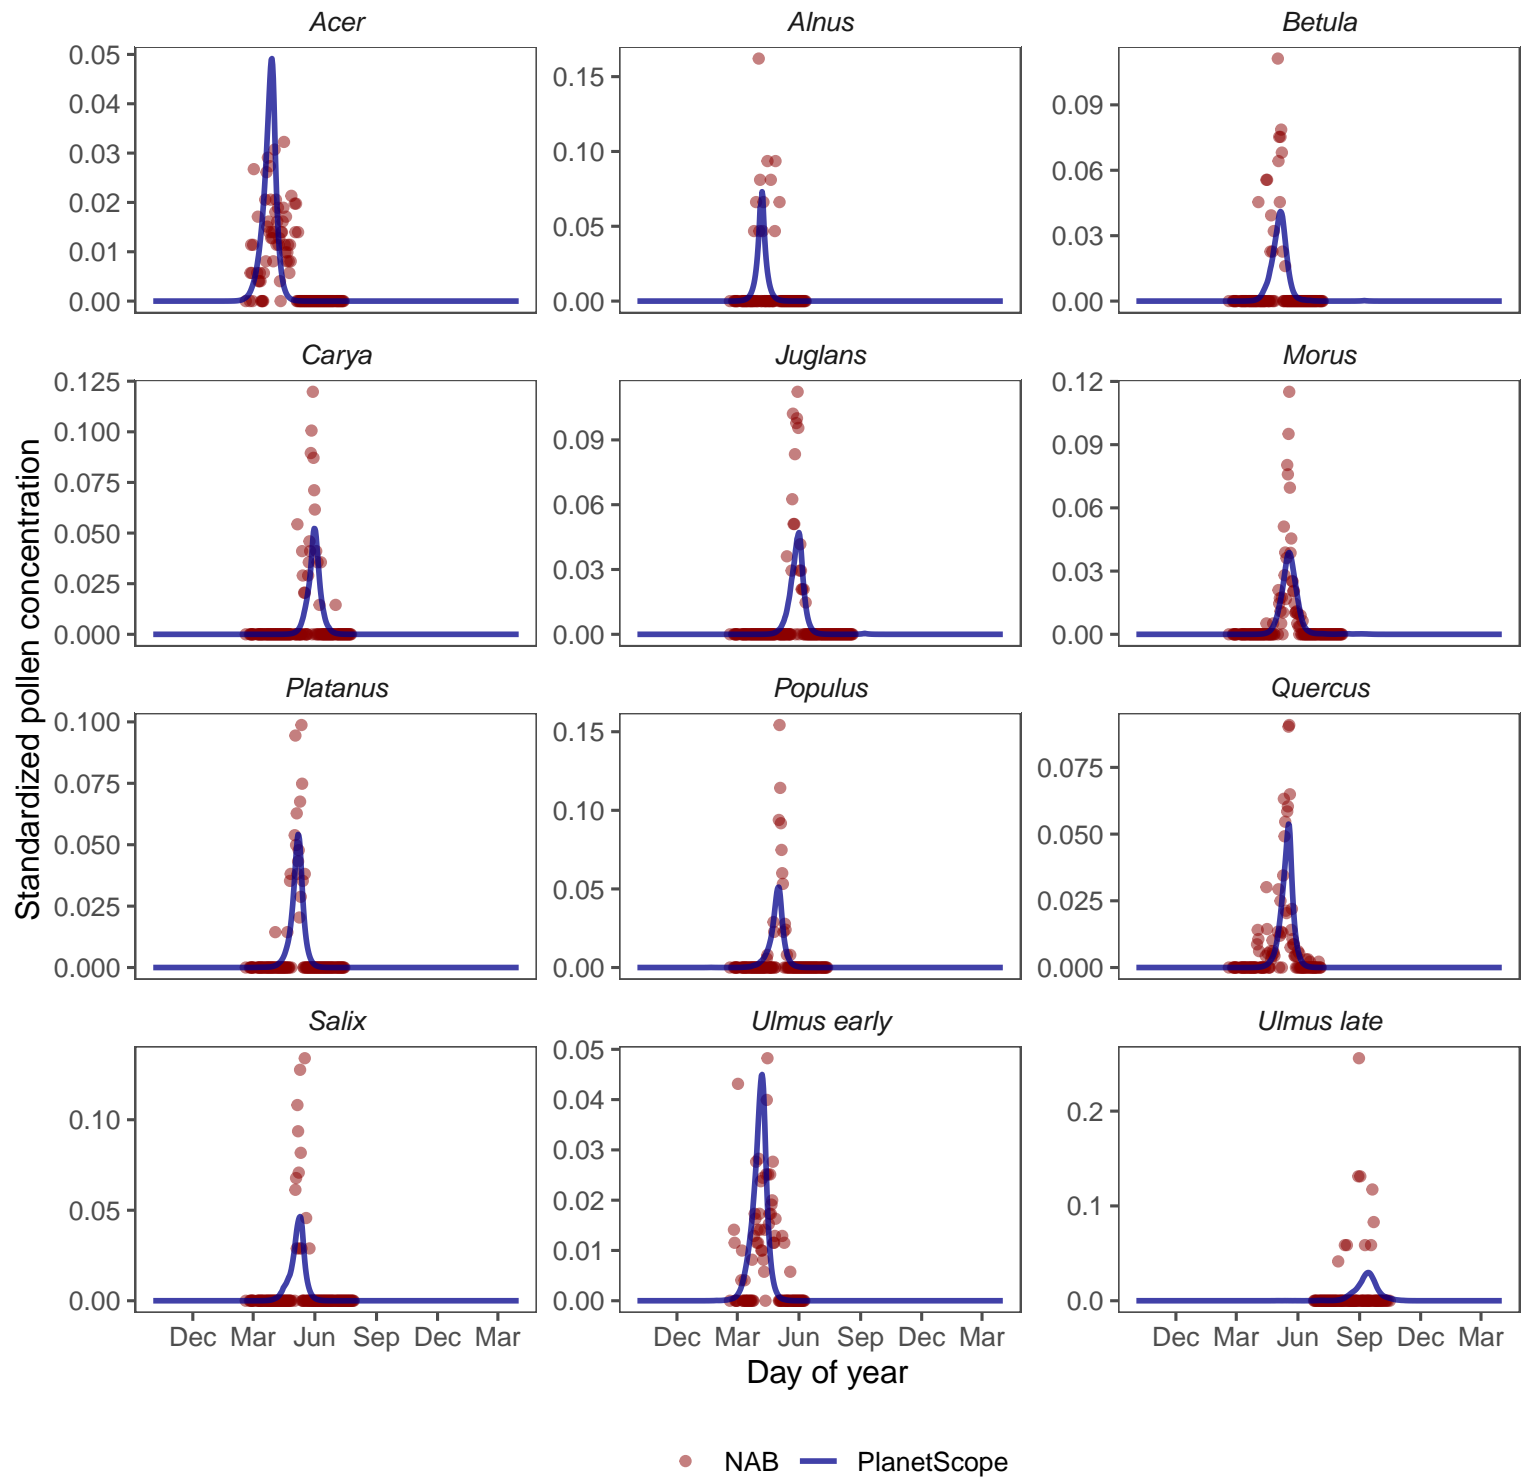 Acer Alnus Betula
0.05 0.04 0.03 0.02 0.01 0.00
0.15 0.10 0.05 0.00
0.09 0.06 0.03 0.00
Carya Juglans Morus
0.125 0.100 0.075 0.050 0.025 0.000
0.09 0.06 0.03 0.00
0.12 0.09 0.06 0.03 0.00
Standardized pollen concentration
Platanus Populus Quercus
0.100 0.075 0.050 0.025 0.000
0.15 0.10 0.05 0.00
0.075 0.050 0.025 0.000
Salix Ulmus early Ulmus late
0.10 0.05 0.00
0.05 0.04 0.03 0.02 0.01 0.00
0.2 0.1 0.0
Dec Mar Jun Sep Dec Mar Dec Mar Jun Sep Dec Mar Dec Mar Jun Sep Dec Mar
Day of year
NAB PlanetScope